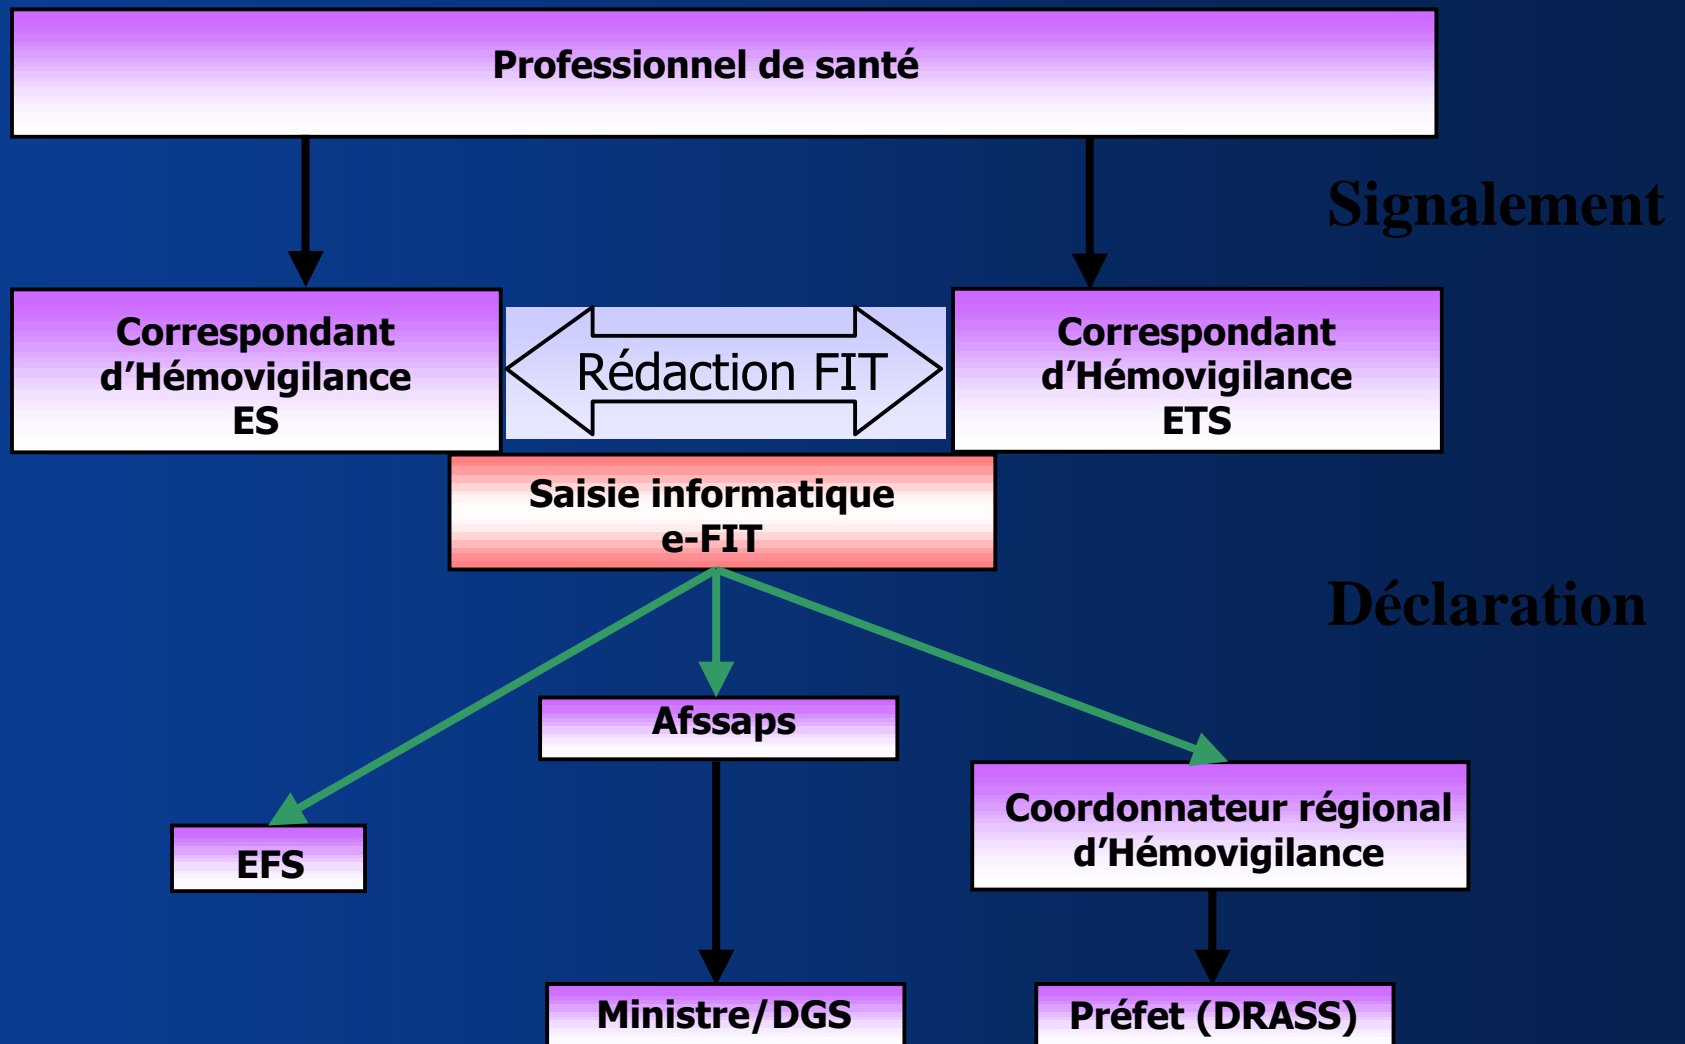 Professionnel de santé
Signalement
Correspondant
d’Hémovigilance
ES
Rédaction FIT
Correspondant
d’Hémovigilance
ETS
Saisie informatique
e-FIT
Déclaration
Afssaps
Coordonnateur régional
d’Hémovigilance
EFS
Ministre/DGS
Préfet (DRASS)